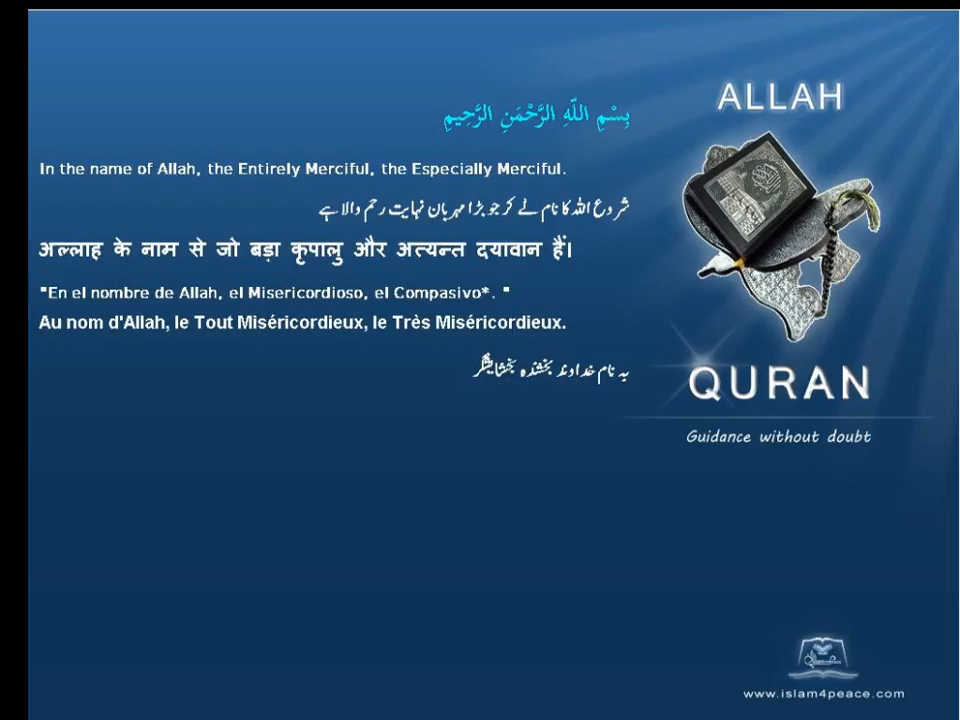 بِسْمِ اللَّهِ الرَّحْمَنِ الرَّحِيمِ
In the name of Allah, the Entirely Merciful, the Especially Merciful.
شروع اللہ کا نام لے کر جو بڑا مہربان نہایت رحم والا ہے
अल्लाह के नाम से जो बड़ा कृपालु और अत्यन्त दयावान हैं।
"En el nombre de Allah, el Misericordioso, el Compasivo*. "
Au nom d'Allah, le Tout Miséricordieux, le Très Miséricordieux.
به نام خداوند بخشنده بخشایشگر
ALLAH
QURAN
Guidance without doubt
www.islam4peace.com